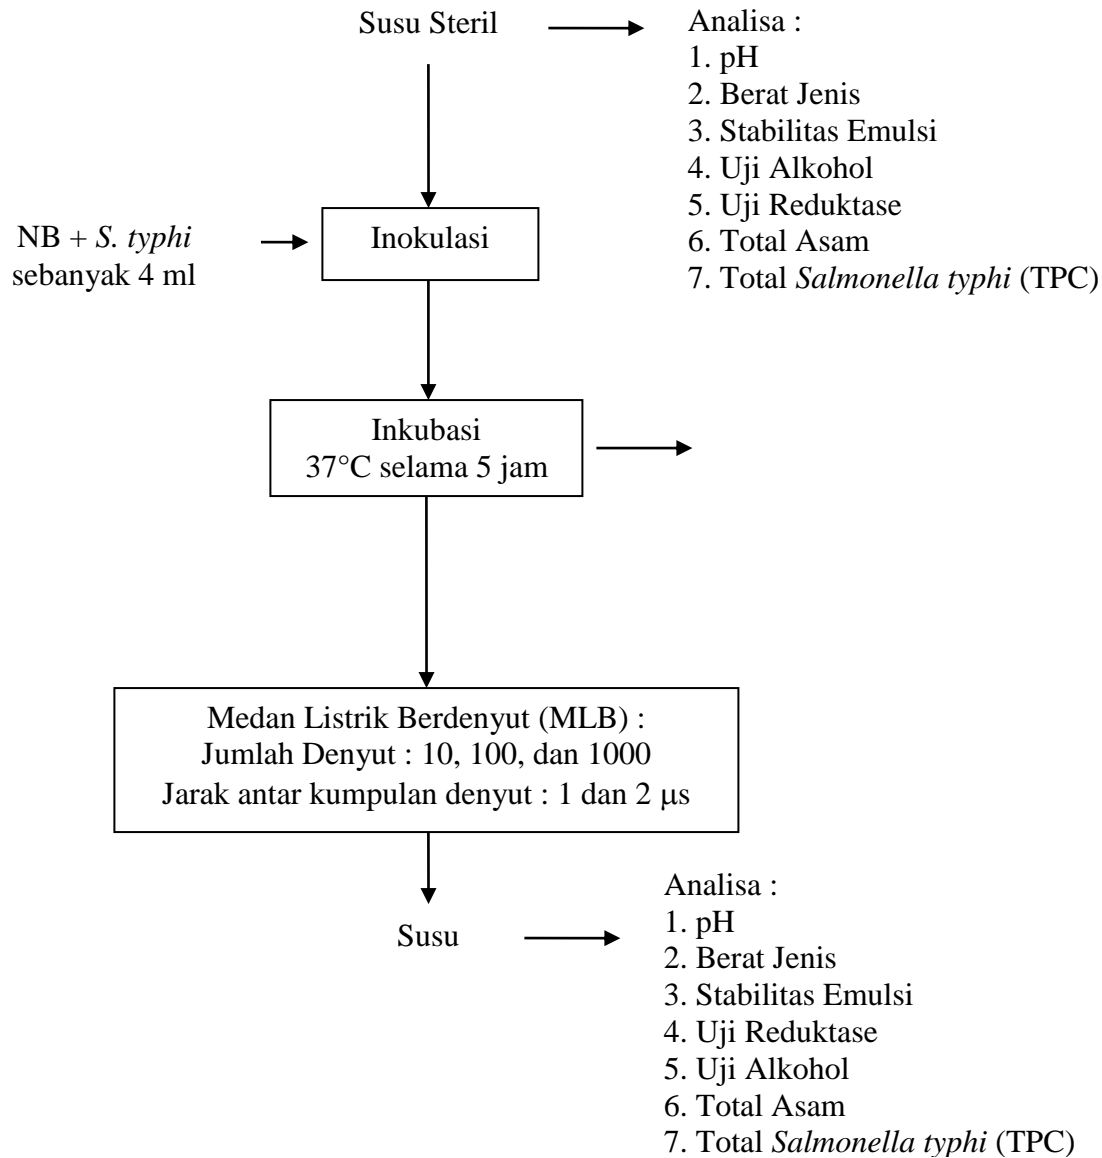 Susu Steril
Analisa :
1. pH
2. Berat Jenis
3. Stabilitas Emulsi
4. Uji Alkohol
5. Uji Reduktase
6. Total Asam
7. Total Salmonella typhi (TPC)
NB + S. typhi
sebanyak 4 ml
Inokulasi
Inkubasi
37°C selama 5 jam
Medan Listrik Berdenyut (MLB) :
Jumlah Denyut : 10, 100, dan 1000
Jarak antar kumpulan denyut : 1 dan 2 μs
Susu
Analisa :
1. pH
2. Berat Jenis
3. Stabilitas Emulsi
4. Uji Reduktase
5. Uji Alkohol
6. Total Asam
7. Total Salmonella typhi (TPC)